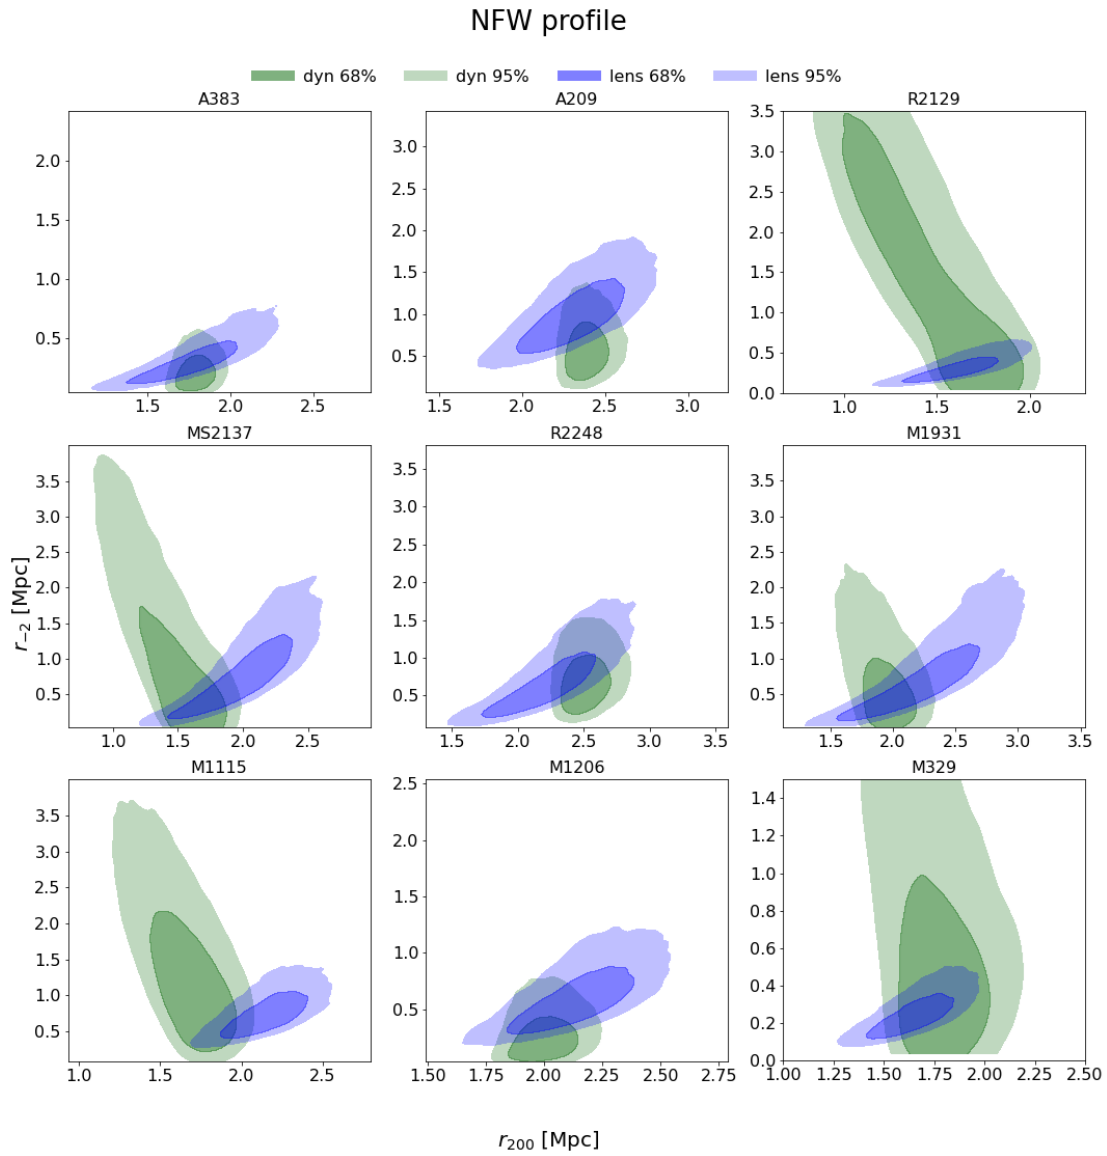 NFW profile
dyn 68% dyn 95% lens 68% lens 95%
A383 A209 R2129
2.0 1.5 1.0 0.5
1.5 2.0 2.5
3.0 2.5 2.0 1.5 1.0 0.5
1.5 2.0 2.5 3.0
3.5 3.0 2.5 2.0 1.5 1.0 0.5 0.0
1.0 1.5 2.0
MS2137 R2248 M1931
r₋₂ [Mpc]
3.5 3.0 2.5 2.0 1.5 1.0 0.5
1.0 1.5 2.0 2.5
3.5 3.0 2.5 2.0 1.5 1.0 0.5
1.5 2.0 2.5 3.0 3.5
3.5 3.0 2.5 2.0 1.5 1.0 0.5
1.5 2.0 2.5 3.0 3.5
M1115 M1206 M329
3.5 3.0 2.5 2.0 1.5 1.0 0.5
1.0 1.5 2.0 2.5
2.5 2.0 1.5 1.0 0.5
1.50 1.75 2.00 2.25 2.50 2.75
1.4 1.2 1.0 0.8 0.6 0.4 0.2 0.0
1.00 1.25 1.50 1.75 2.00 2.25 2.50
r₂₀₀ [Mpc]